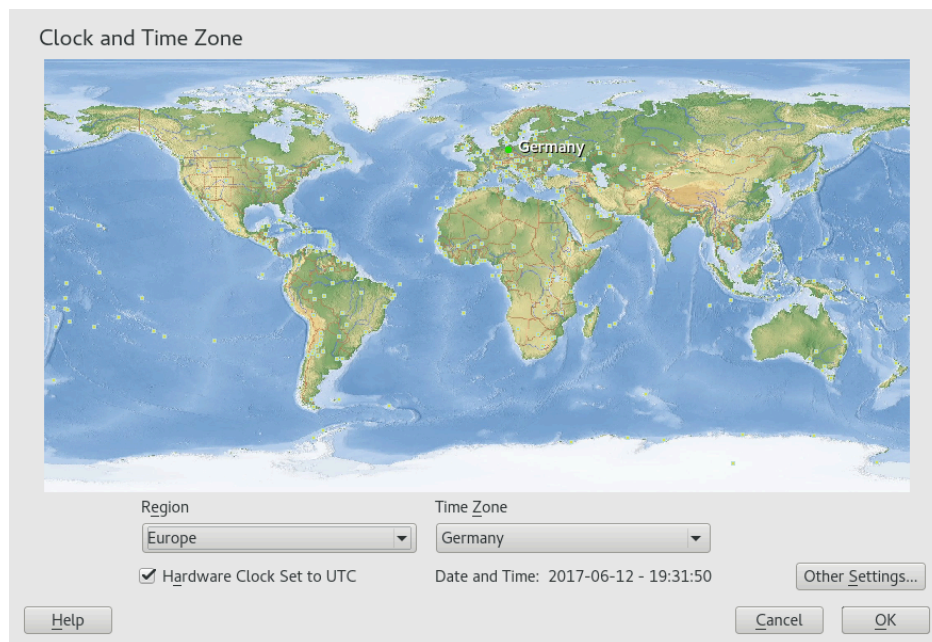 Clock and Time Zone
Germany
Region
Time Zone
Europe
Germany
Hardware Clock Set to UTC
Date and Time: 2017-06-12 - 19:31:50
Other Settings...
Help
Cancel
OK